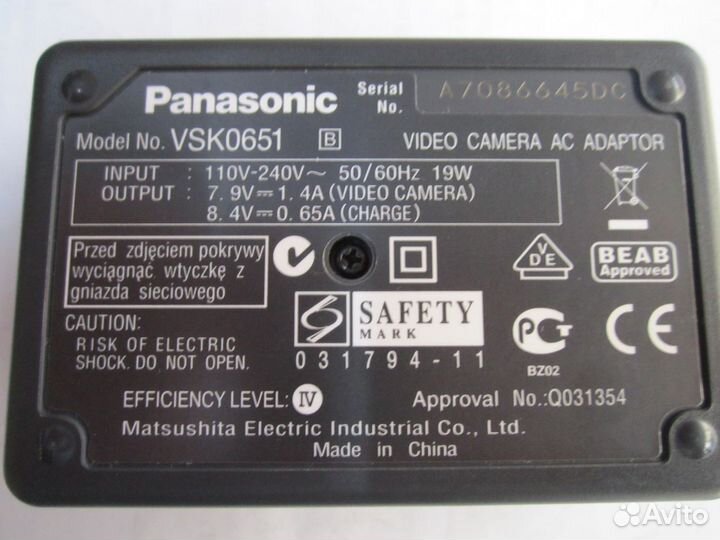 Panasonic Serial No. A7086645DC
Model No. VSK0651 B VIDEO CAMERA AC ADAPTOR
INPUT : 110V-240V~ 50/60Hz 19W
OUTPUT : 7.9V⎓1.4A(VIDEO CAMERA)
8.4V⎓0.65A(CHARGE)
Przed zdjęciem pokrywy
wyciągnąć wtyczkę z
gniazda sieciowego
VDE
BEAB
Approved
CAUTION:
RISK OF ELECTRIC
SHOCK. DO NOT OPEN.
S SAFETY
MARK
031794-11
PCT
BZ02
CE
EFFICIENCY LEVEL: IV
Approval No.:Q031354
Matsushita Electric Industrial Co., Ltd.
Made in China
Avito